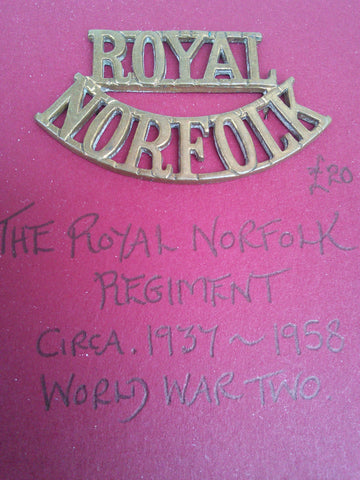 ROYAL
NORFOLK
£20
THE ROYAL NORFOLK
REGIMENT
CIRCA. 1937 ~ 1958
WORLD WAR TWO.